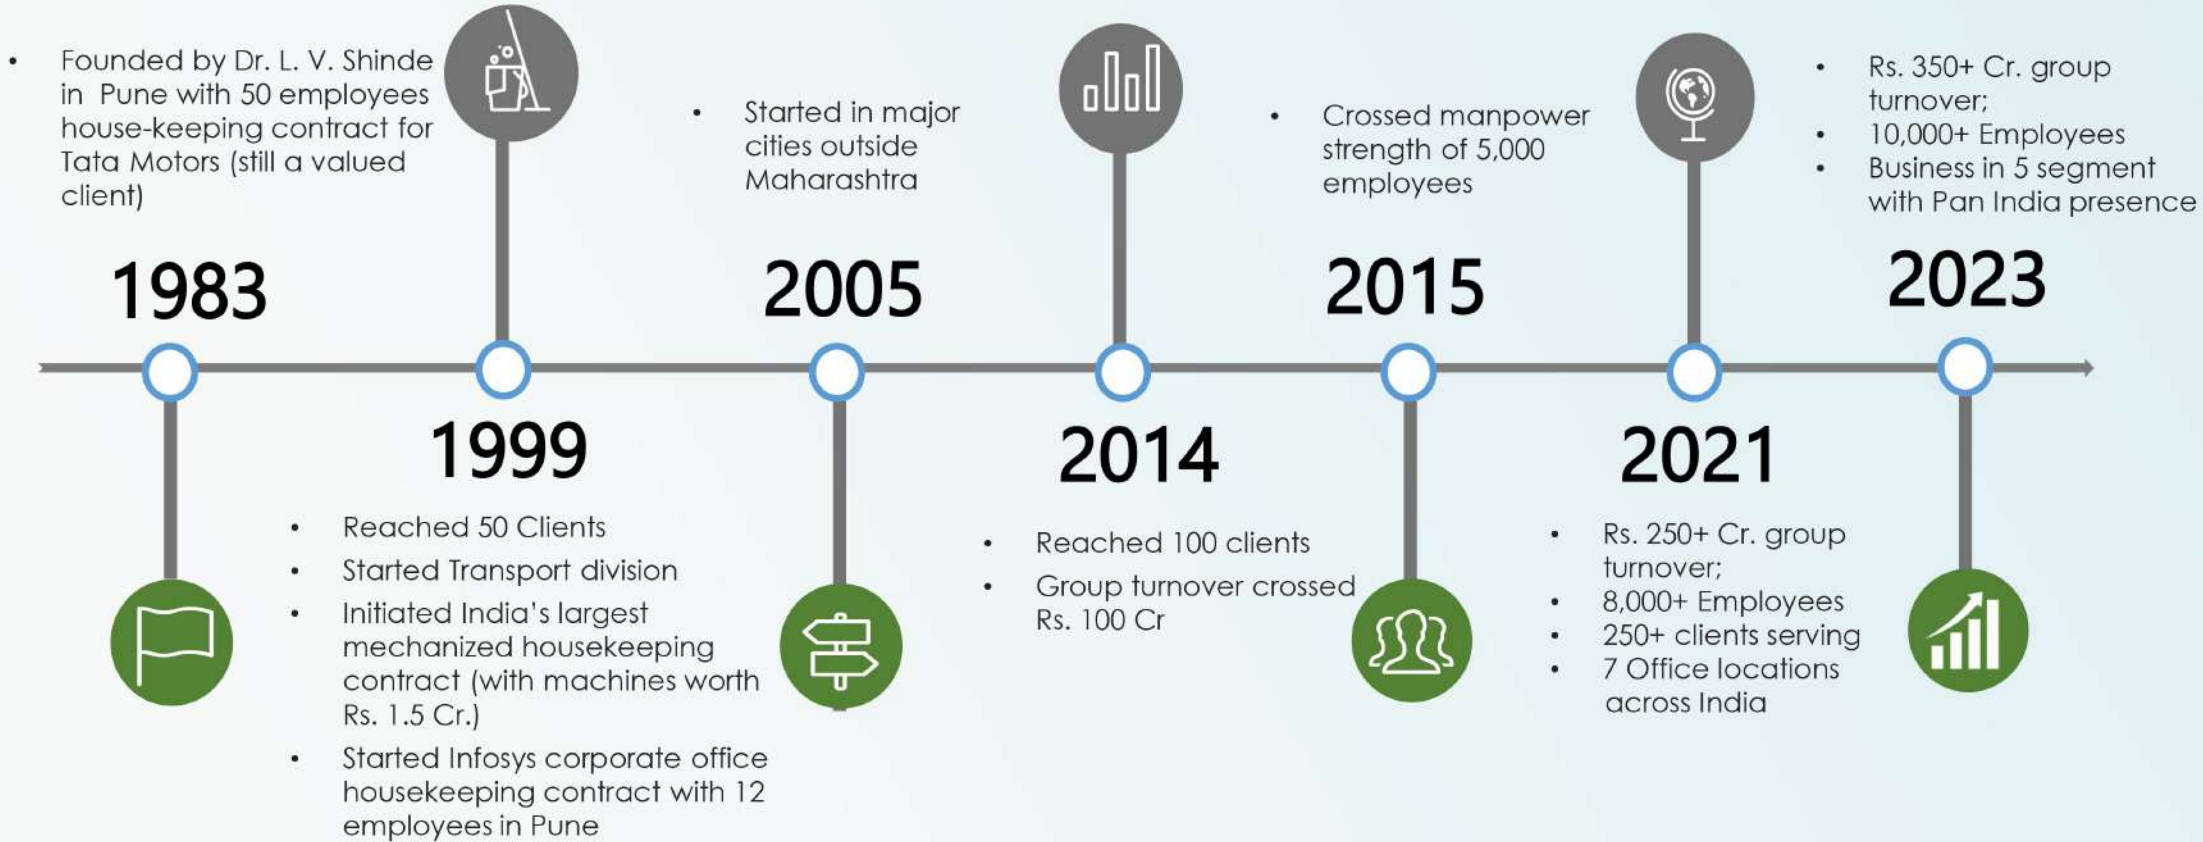 • Founded by Dr. L. V. Shinde
in Pune with 50 employees
house-keeping contract for
Tata Motors (still a valued
client)
1983
1999
• Reached 50 Clients
• Started Transport division
• Initiated India's largest
mechanized housekeeping
contract (with machines worth
Rs. 1.5 Cr.)
• Started Infosys corporate office
housekeeping contract with 12
employees in Pune
• Started in major
cities outside
Maharashtra
2005
2014
• Reached 100 clients
• Group turnover crossed
Rs. 100 Cr
• Crossed manpower
strength of 5,000
employees
2015
2021
• Rs. 250+ Cr. group
turnover;
• 8,000+ Employees
• 250+ clients serving
• 7 Office locations
across India
• Rs. 350+ Cr. group
turnover;
• 10,000+ Employees
• Business in 5 segment
with Pan India presence
2023